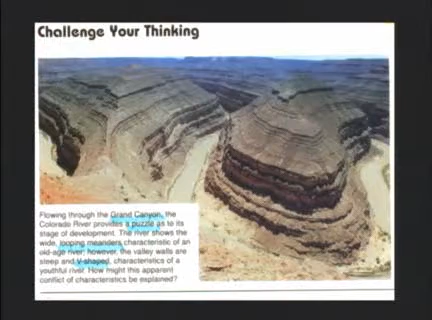 Challenge Your Thinking
Flowing through the Grand Canyon, the
Colorado River provides a puzzle as to its
stage of development. The river shows the
wide, looping meanders characteristic of an
old-age river; however, the valley walls are
steep and V-shaped, characteristics of a
youthful river. How might this apparent
conflict of characteristics be explained?